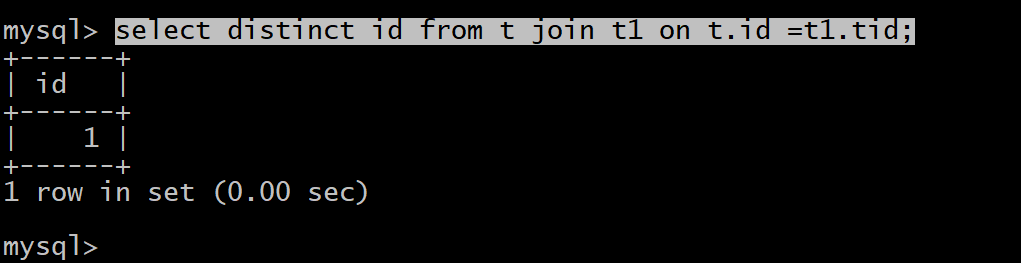 mysql> select distinct id from t join t1 on t.id =t1.tid;
+------+
| id   |
+------+
|    1 |
+------+
1 row in set (0.00 sec)
mysql>